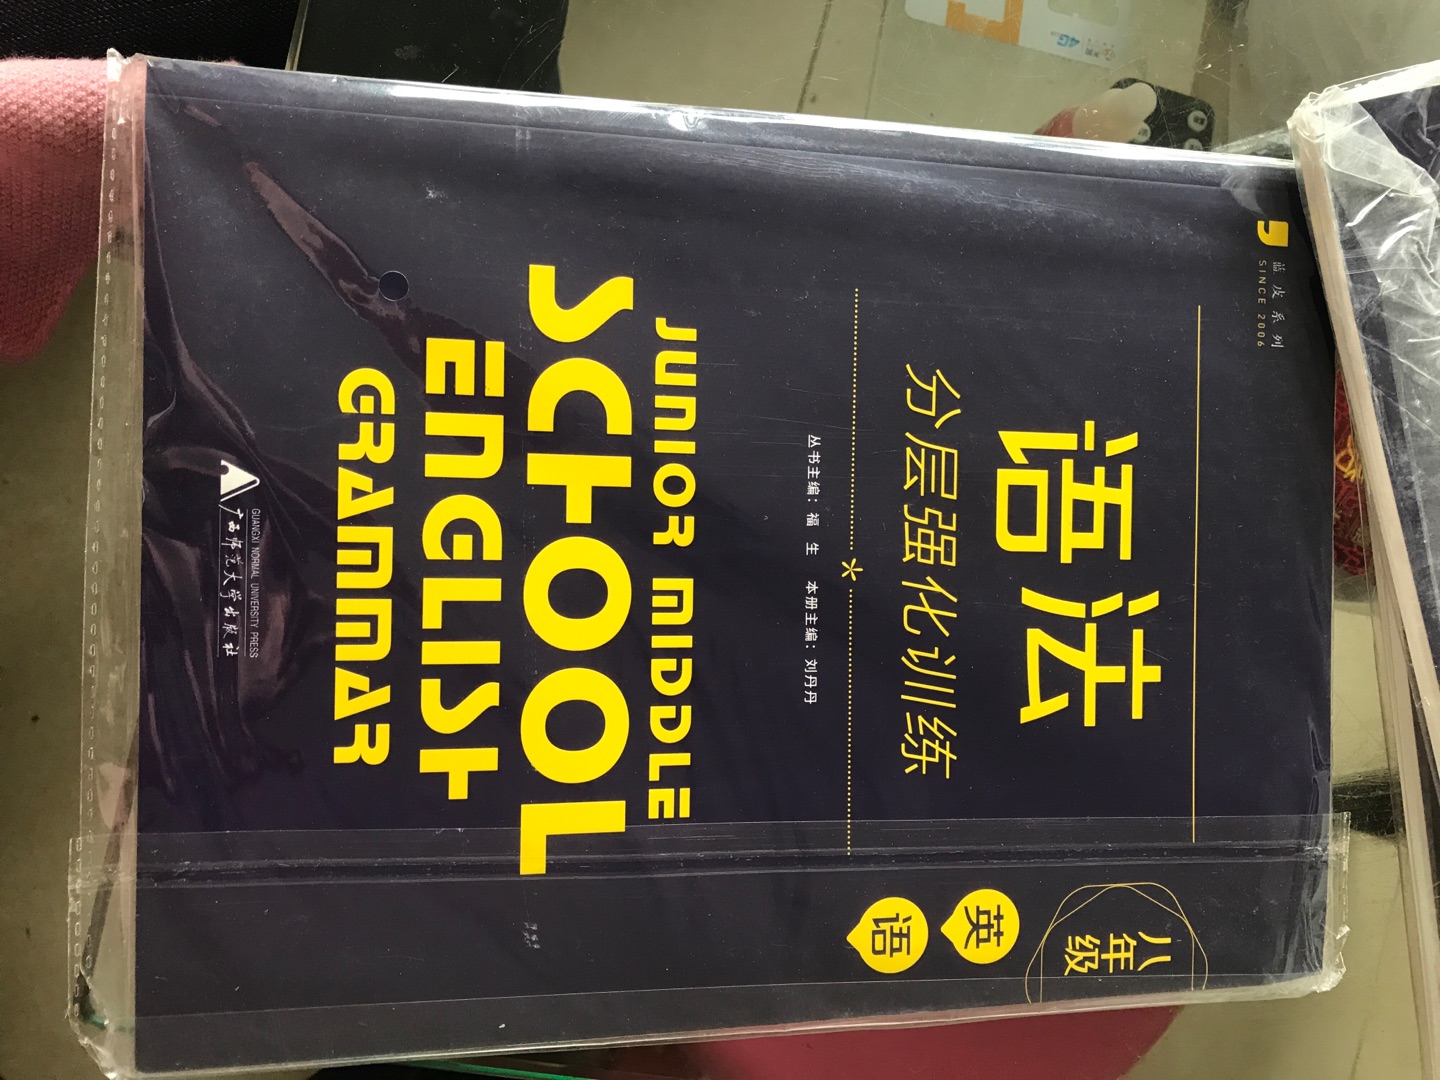 蓝皮系列
SINCE 2006
八年级
英语
语法
分层强化训练
丛书主编：福 生 本册主编：刘丹丹
JUNIOR MIDDLE
SCHOOL
ENGLISH
GRAMMAR
GUANGXI NORMAL UNIVERSITY PRESS
广西师范大学出版社
4G